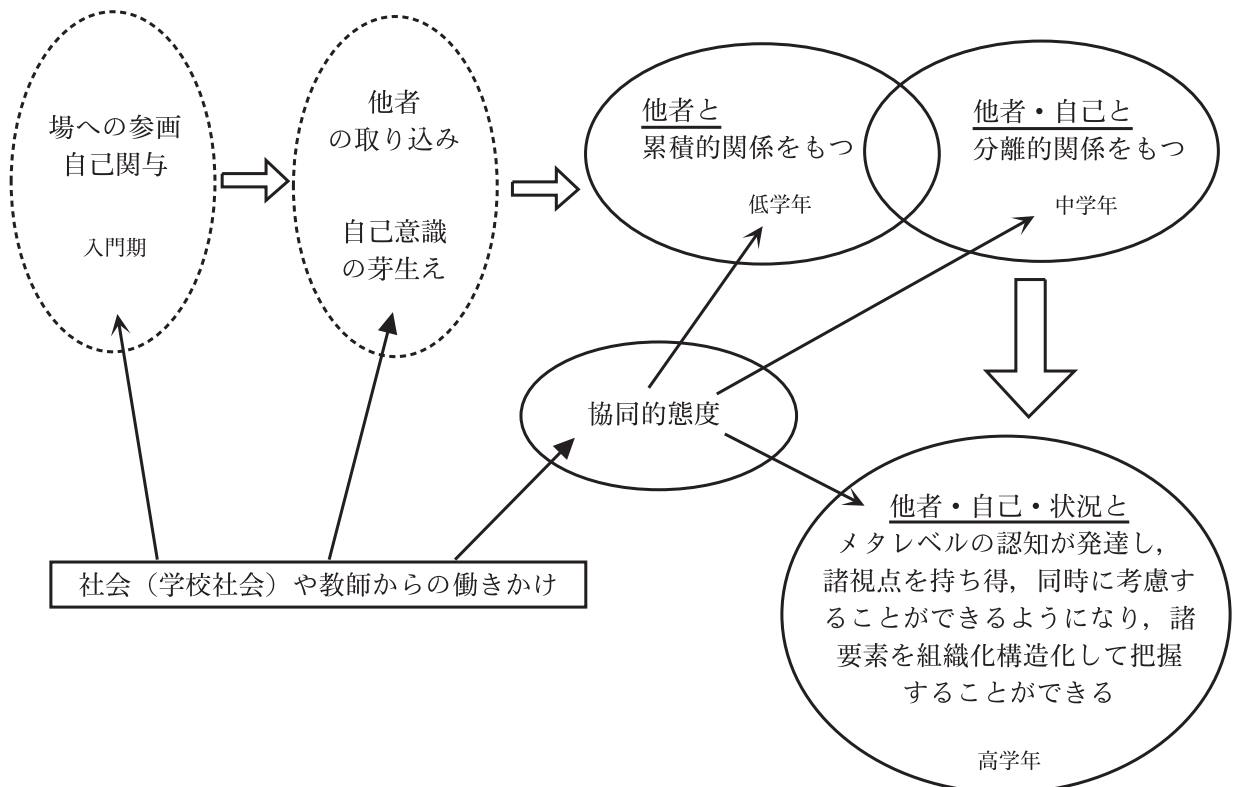 場への参画
自己関与
入門期
他者
の取り込み
自己意識
の芽生え
他者と
累積的関係をもつ
低学年
他者・自己と
分離的関係をもつ
中学年
協同的態度
社会（学校社会）や教師からの働きかけ
他者・自己・状況と
メタレベルの認知が発達し，
諸視点を持ち得，同時に考慮す
ることができるようになり，諸
要素を組織化構造化して把握
することができる
高学年